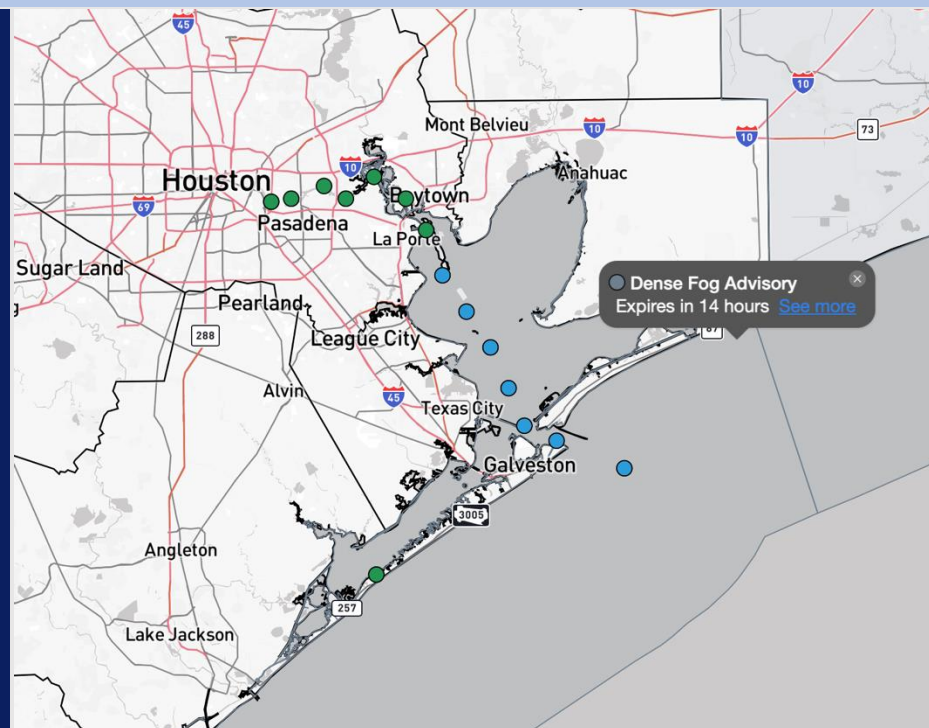 45
10
10
10
73
Mont Belvieu
10
Anahuac
Houston
Baytown
69
Pasadena
La Porte
Sugar Land
Dense Fog Advisory
Expires in 14 hours See more
Pearland
87
288
League City
Alvin
45
Texas City
Galveston
3005
Angleton
257
Lake Jackson